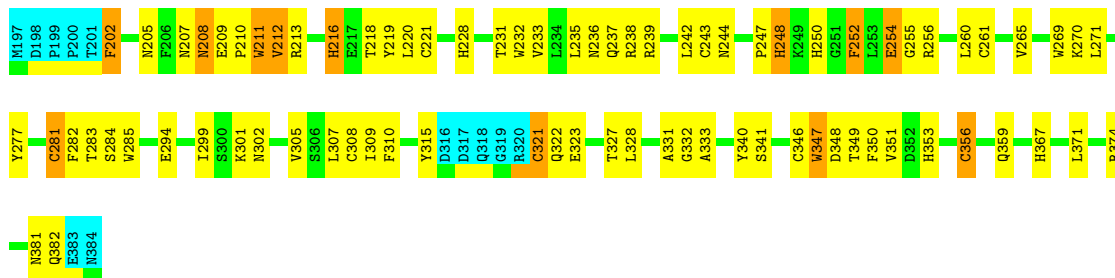 M197 D198 P199 P200 T201 F202 N205 F206 N207 N208 E209 P210 W211 V212 R213 H216 E217 T218 Y219 L220 C221 H228 T231 W232 V233 L234 L235 N236 Q237 R238 R239 L242 C243 N244 P247 H248 K249 H250 G251 F252 L253 E254 G255 R256 L260 C261 V265 W269 K270 L271
Y277 C281 F282 T283 S284 W285 E294 I299 S300 K301 N302 V305 S306 L307 C308 I309 F310 Y315 D316 D317 Q318 G319 R320 C321 Q322 E323 T327 L328 A331 G332 A333 Y340 S341 C346 W347 D348 T349 F350 V351 D352 H353 C356 Q359 H367 L371
N381 Q382 E383 N384